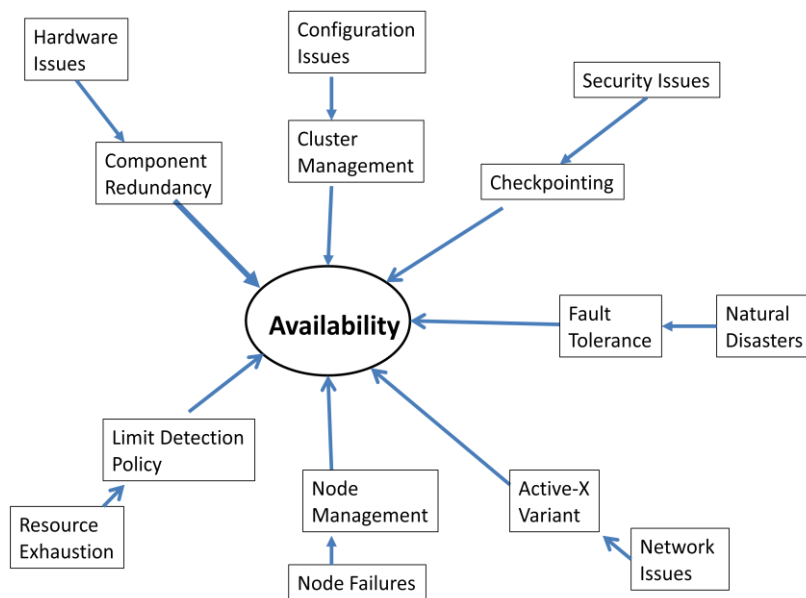 Hardware
Issues
Configuration
Issues
Security Issues
Component
Redundancy
Cluster
Management
Checkpointing
Availability
Fault
Tolerance
Natural
Disasters
Limit Detection
Policy
Resource
Exhaustion
Node
Management
Node Failures
Active-X
Variant
Network
Issues